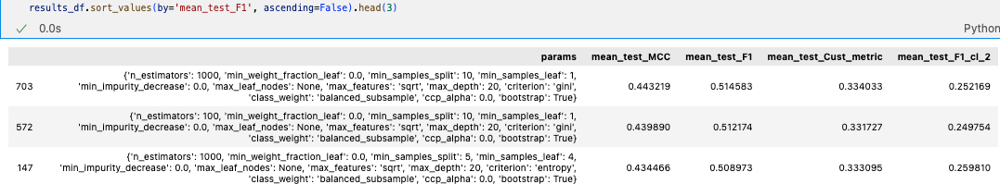 results_df.sort_values(by='mean_test_F1', ascending=False).head(3)
0.0s
Python
params mean_test_MCC mean_test_F1 mean_test_Cust_metric mean_test_F1_cl_2
{'n_estimators': 1000, 'min_weight_fraction_leaf': 0.0, 'min_samples_split': 10, 'min_samples_leaf': 1,
703 'min_impurity_decrease': 0.0, 'max_leaf_nodes': None, 'max_features': 'sqrt', 'max_depth': 20, 'criterion': 'gini', 0.443219 0.514583 0.334033 0.252169
'class_weight': 'balanced_subsample', 'ccp_alpha': 0.0, 'bootstrap': True}
{'n_estimators': 100, 'min_weight_fraction_leaf': 0.0, 'min_samples_split': 10, 'min_samples_leaf': 1,
572 'min_impurity_decrease': 0.0, 'max_leaf_nodes': None, 'max_features': 'sqrt', 'max_depth': 20, 'criterion': 'gini', 0.439890 0.512174 0.331727 0.249754
'class_weight': 'balanced_subsample', 'ccp_alpha': 0.0, 'bootstrap': True}
{'n_estimators': 1000, 'min_weight_fraction_leaf': 0.0, 'min_samples_split': 5, 'min_samples_leaf': 4,
147 'min_impurity_decrease': 0.0, 'max_leaf_nodes': None, 'max_features': 'sqrt', 'max_depth': 20, 'criterion': 'entropy', 0.434466 0.508973 0.333095 0.259810
'class_weight': 'balanced_subsample', 'ccp_alpha': 0.0, 'bootstrap': True}